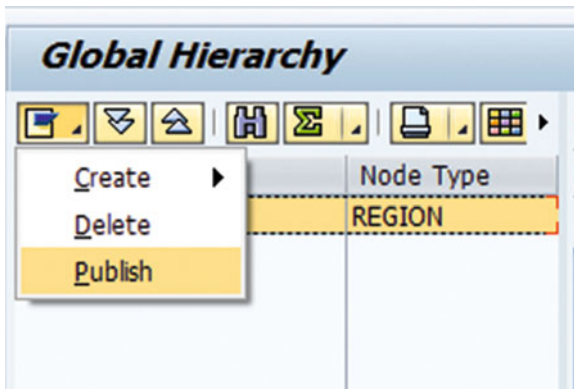 Global Hierarchy
Create
Node Type
Delete
REGION
Publish